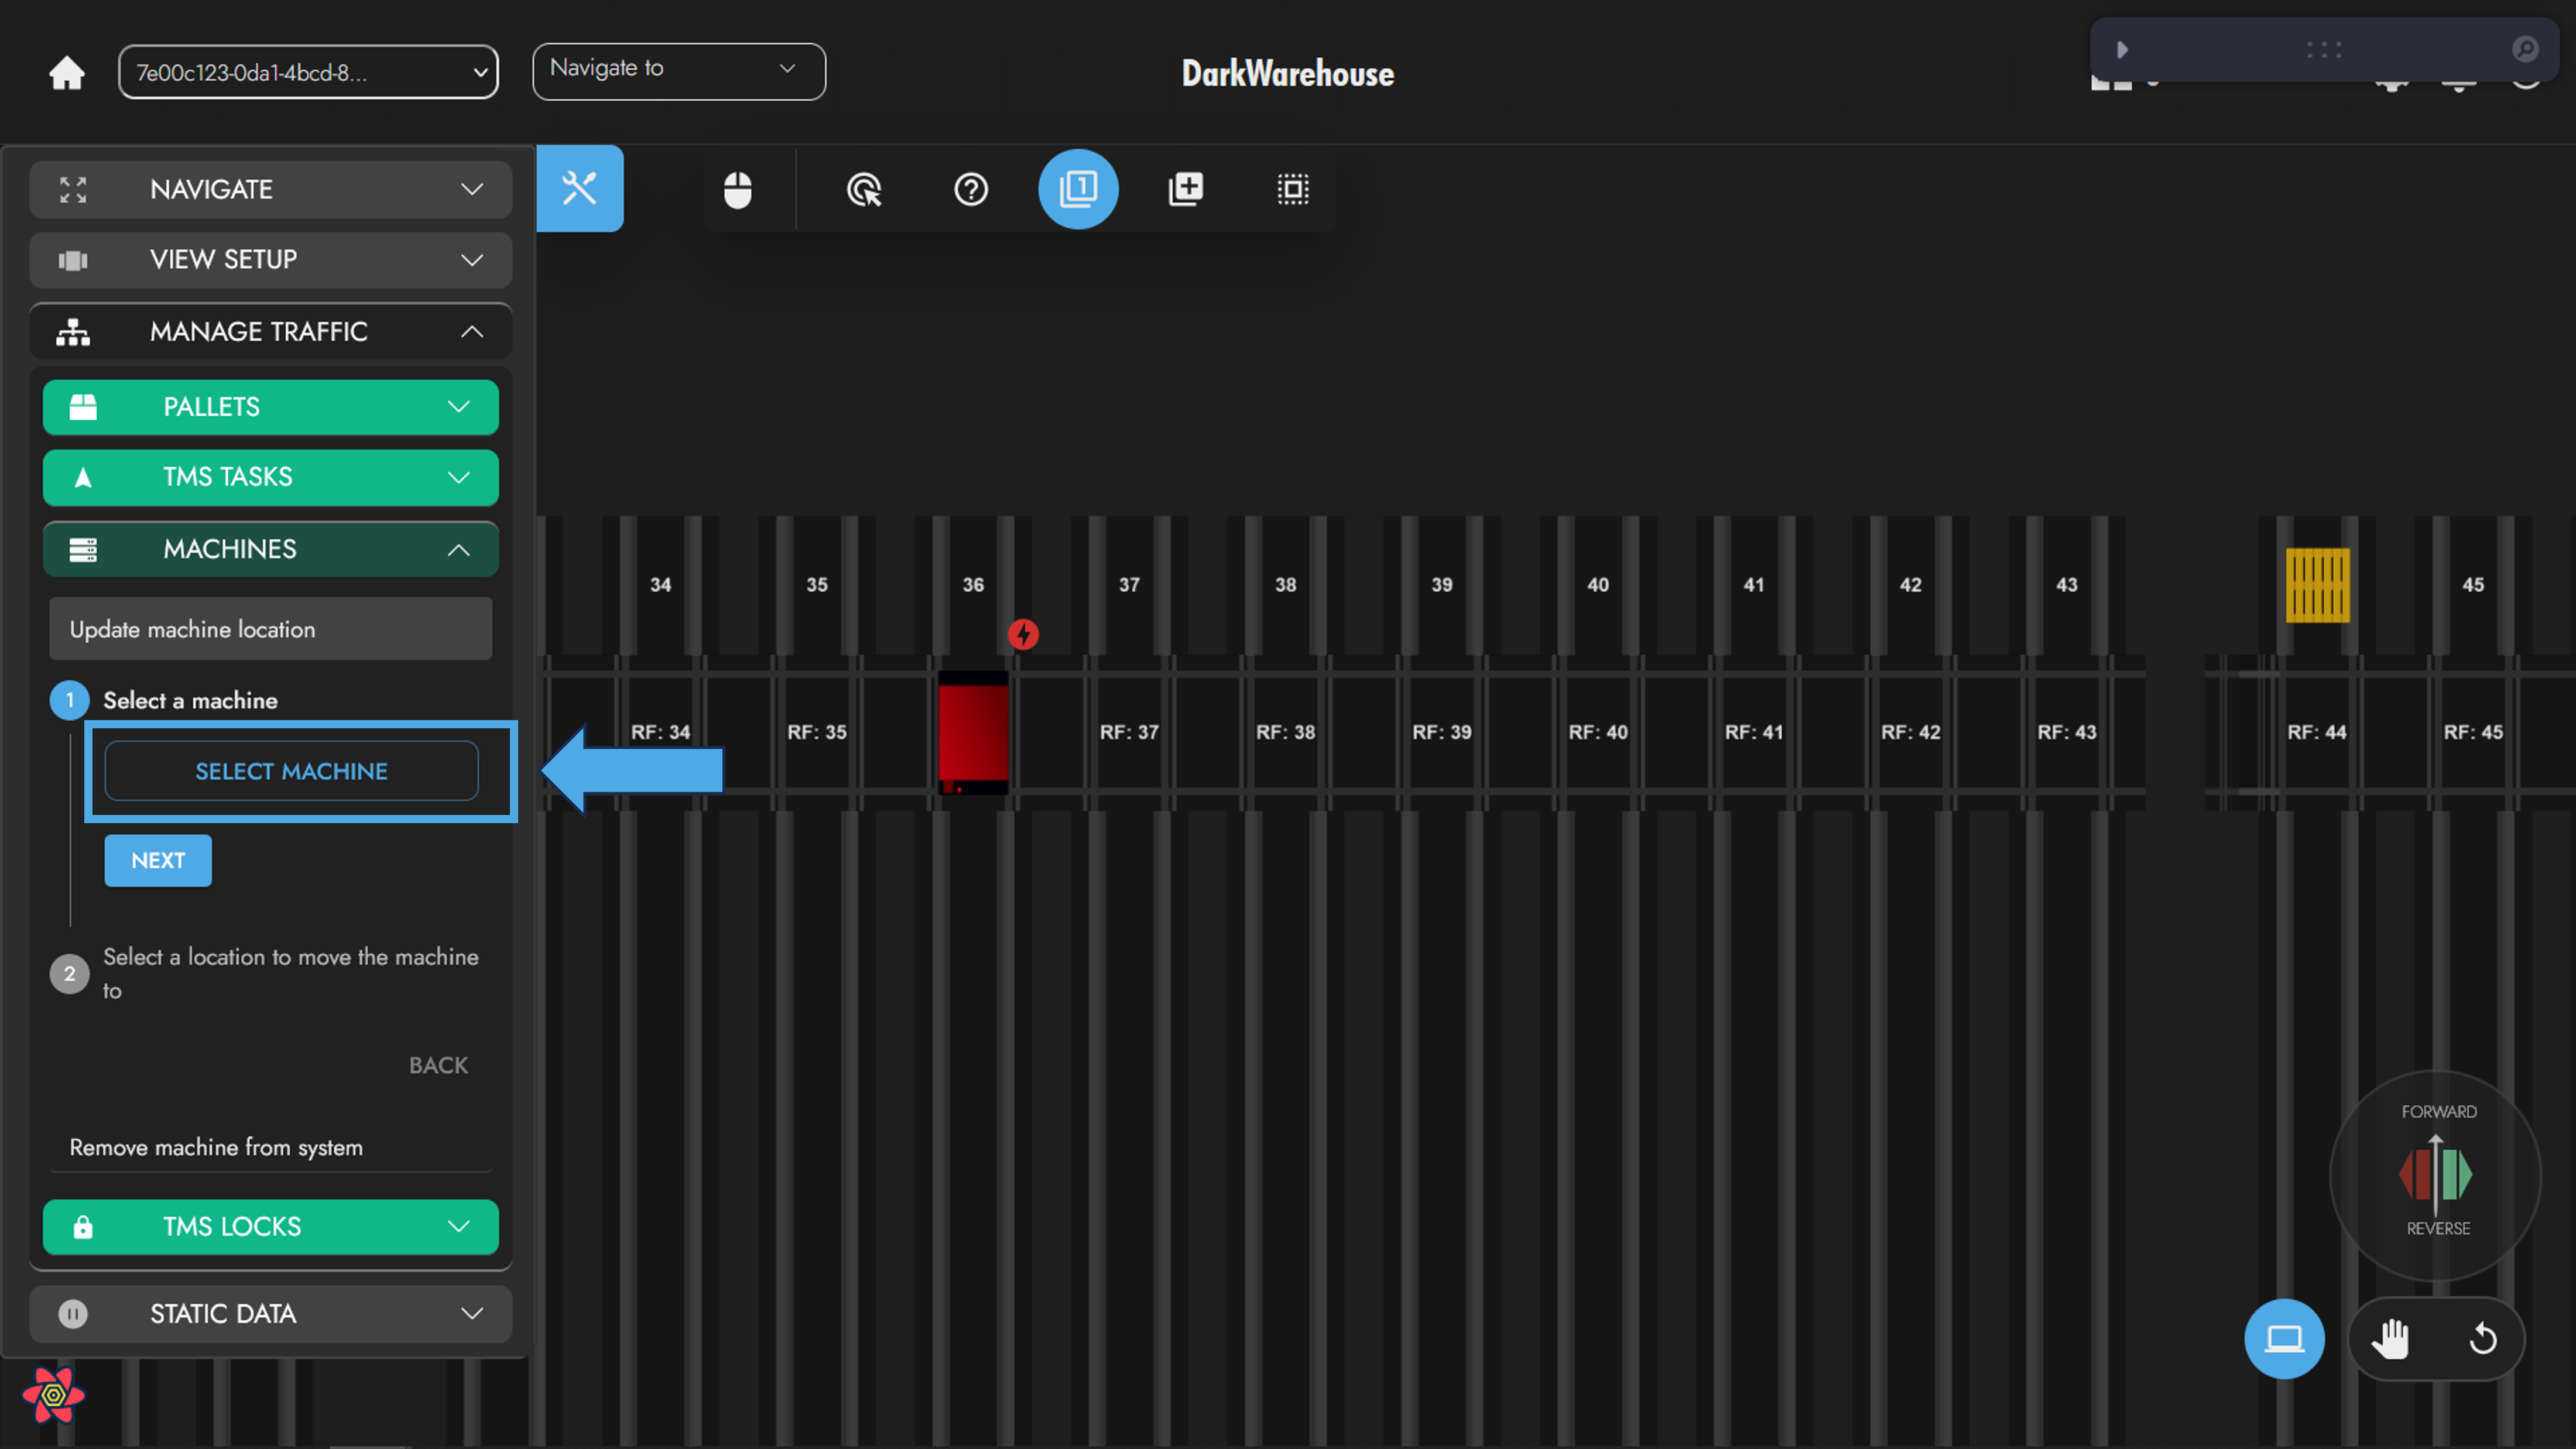 7e00c123-0da1-4bcd-8...
Navigate to
DarkWarehouse
NAVIGATE
VIEW SETUP
MANAGE TRAFFIC
PALLETS
TMS TASKS
MACHINES
Update machine location
1 Select a machine
SELECT MACHINE
NEXT
2 Select a location to move the machine
to
BACK
Remove machine from system
TMS LOCKS
STATIC DATA
1
34 35 36 37 38 39 40 41 42 43 45
RF: 34 RF: 35 RF: 37 RF: 38 RF: 39 RF: 40 RF: 41 RF: 42 RF: 43 RF: 44 RF: 45
FORWARD
REVERSE